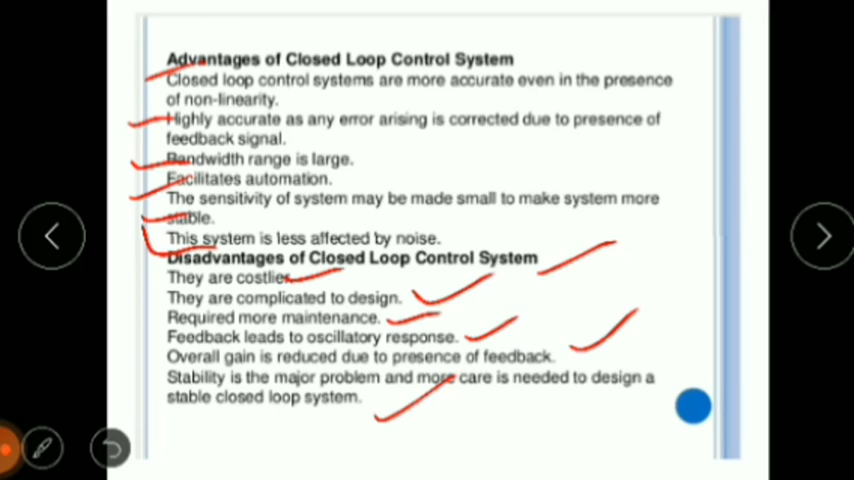 Advantages of Closed Loop Control System
Closed loop control systems are more accurate even in the presence
of non-linearity.
Highly accurate as any error arising is corrected due to presence of
feedback signal.
Bandwidth range is large.
Facilitates automation.
The sensitivity of system may be made small to make system more
stable.
This system is less affected by noise.
Disadvantages of Closed Loop Control System
They are costlier.
They are complicated to design.
Required more maintenance.
Feedback leads to oscillatory response.
Overall gain is reduced due to presence of feedback.
Stability is the major problem and more care is needed to design a
stable closed loop system.